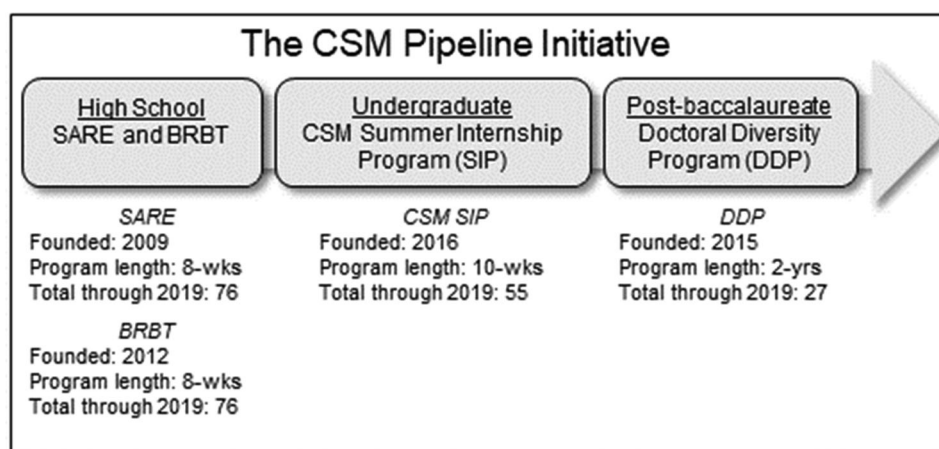 The CSM Pipeline Initiative
High School
SARE and BRBT
Undergraduate
CSM Summer Internship
Program (SIP)
Post-baccalaureate
Doctoral Diversity
Program (DDP)
SARE
Founded: 2009
Program length: 8-wks
Total through 2019: 76
BRBT
Founded: 2012
Program length: 8-wks
Total through 2019: 76
CSM SIP
Founded: 2016
Program length: 10-wks
Total through 2019: 55
DDP
Founded: 2015
Program length: 2-yrs
Total through 2019: 27